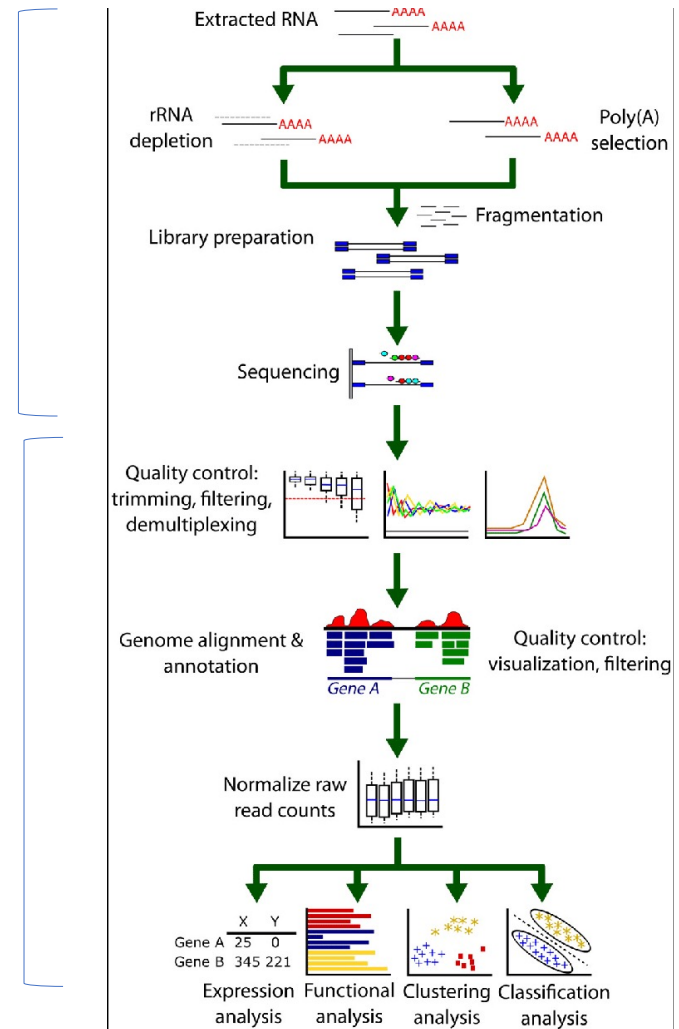 Extracted RNA
AAAA
AAAA
rRNA
depletion
AAAA
AAAA
AAAA
AAAA
Poly(A)
selection
Fragmentation
Library preparation
Sequencing
Quality control:
trimming, filtering,
demultiplexing
Genome alignment &
annotation
Gene A
Gene B
Quality control:
visualization, filtering
Normalize raw
read counts
X Y
Gene A 25 0
Gene B 345 221
Expression
analysis
Functional
analysis
Clustering
analysis
Classification
analysis